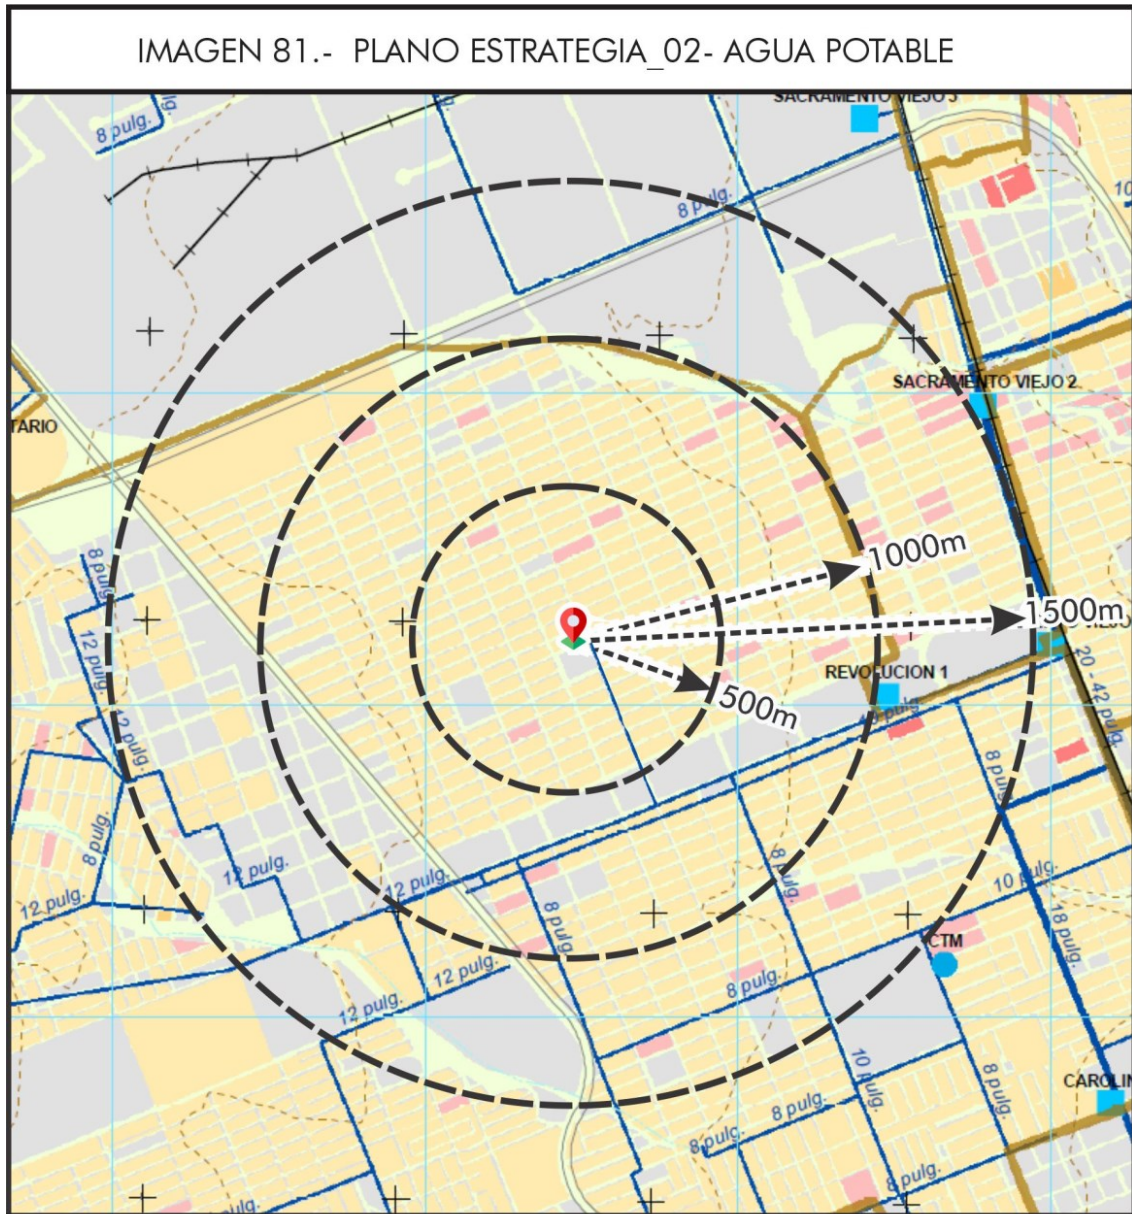 IMAGEN 81.- PLANO ESTRATEGIA_02- AGUA POTABLE
SACRAMENTO VIEJO 3
8 pulg.
8 pulg.
10
SACRAMENTO VIEJO 2
TARIO
1000m
8 pulg.
1500m
12 pulg.
REVOLUCION 1
500m
20 - 42 pulg.
12 pulg.
8 pulg.
8 pulg.
8 pulg.
12 pulg.
12 pulg.
10 pulg.
12 pulg.
8 pulg.
18 pulg.
CTM
12 pulg.
8 pulg.
12 pulg.
10 pulg.
8 pulg.
CAROLIN
8 pulg.
8 pulg.
8 pulg.
ulg.